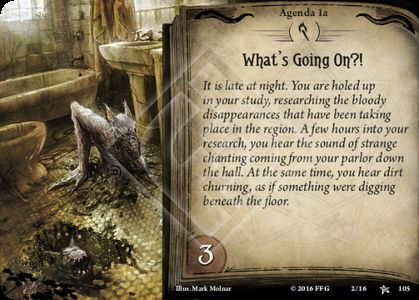 Agenda 1a
What's Going On?!
It is late at night. You are holed up
in your study, researching the bloody
disappearances that have been taking
place in the region. A few hours into your
research, you hear the sound of strange
chanting coming from your parlor down
the hall. At the same time, you hear dirt
churning, as if something were digging
beneath the floor.
3
Illus. Mark Molnar
© 2016 FFG
2/16
105